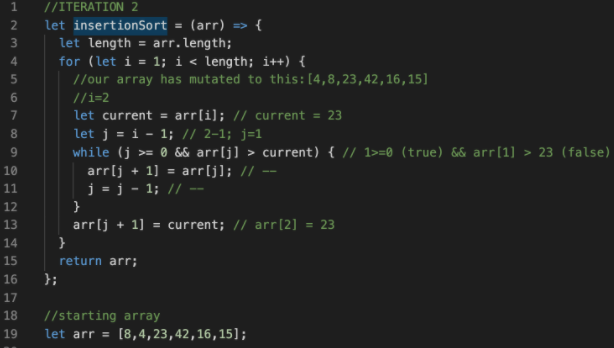 1 //ITERATION 2
2 let insertionSort = (arr) => {
3 let length = arr.length;
4 for (let i = 1; i < length; i++) {
5 //our array has mutated to this:[4,8,23,42,16,15]
6 //i=2
7 let current = arr[i]; // current = 23
8 let j = i - 1; // 2-1; j=1
9 while (j >= 0 && arr[j] > current) { // 1>=0 (true) && arr[1] > 23 (false)
10 arr[j + 1] = arr[j]; // --
11 j = j - 1; // --
12 }
13 arr[j + 1] = current; // arr[2] = 23
14 }
15 return arr;
16 };
17
18 //starting array
19 let arr = [8,4,23,42,16,15];